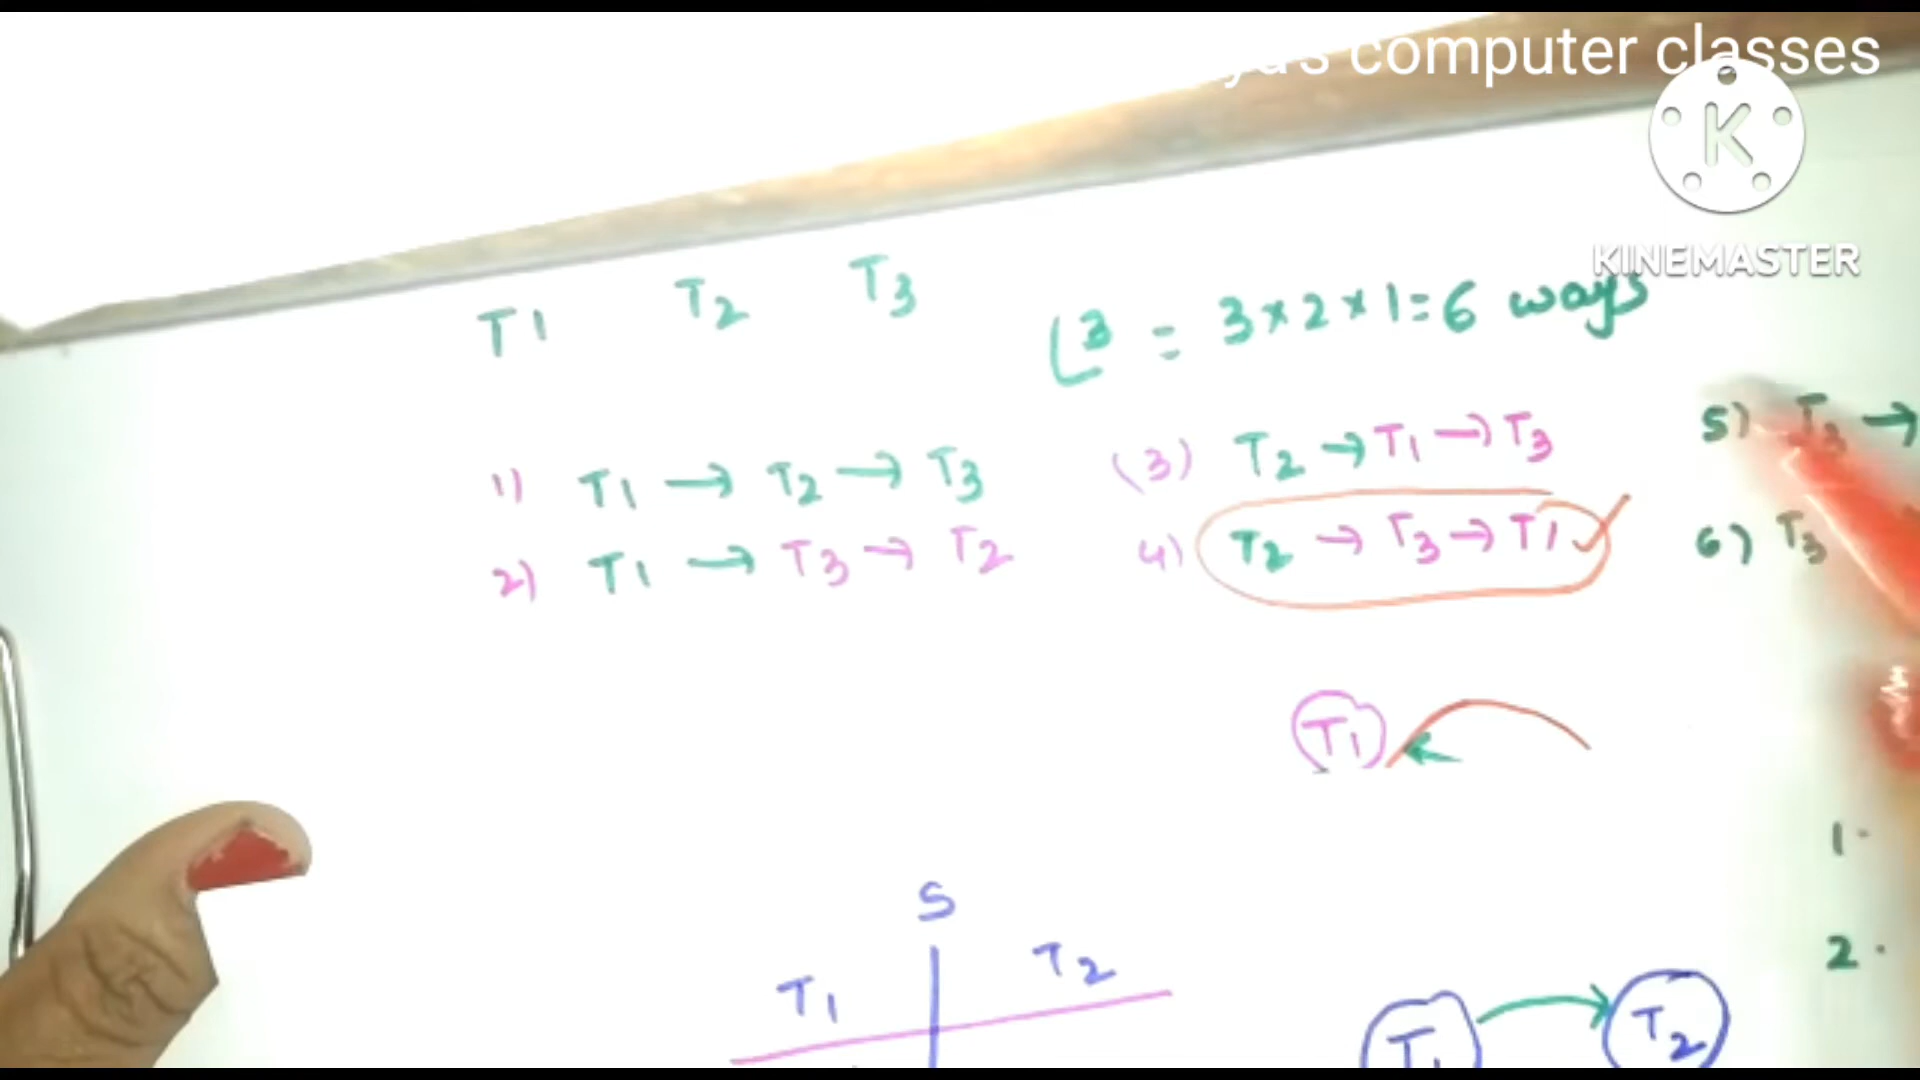 computer classes
KINEMASTER
T1 T2 T3 ⌊3 = 3×2×1=6 ways
1) T1 → T2 → T3 (3) T2 → T1 → T3 5) T3 →
2) T1 → T3 → T2 4) T2 → T3 → T1 ✓ 6) T3
T1
1.
S
2.
T1 T2
T1 T2